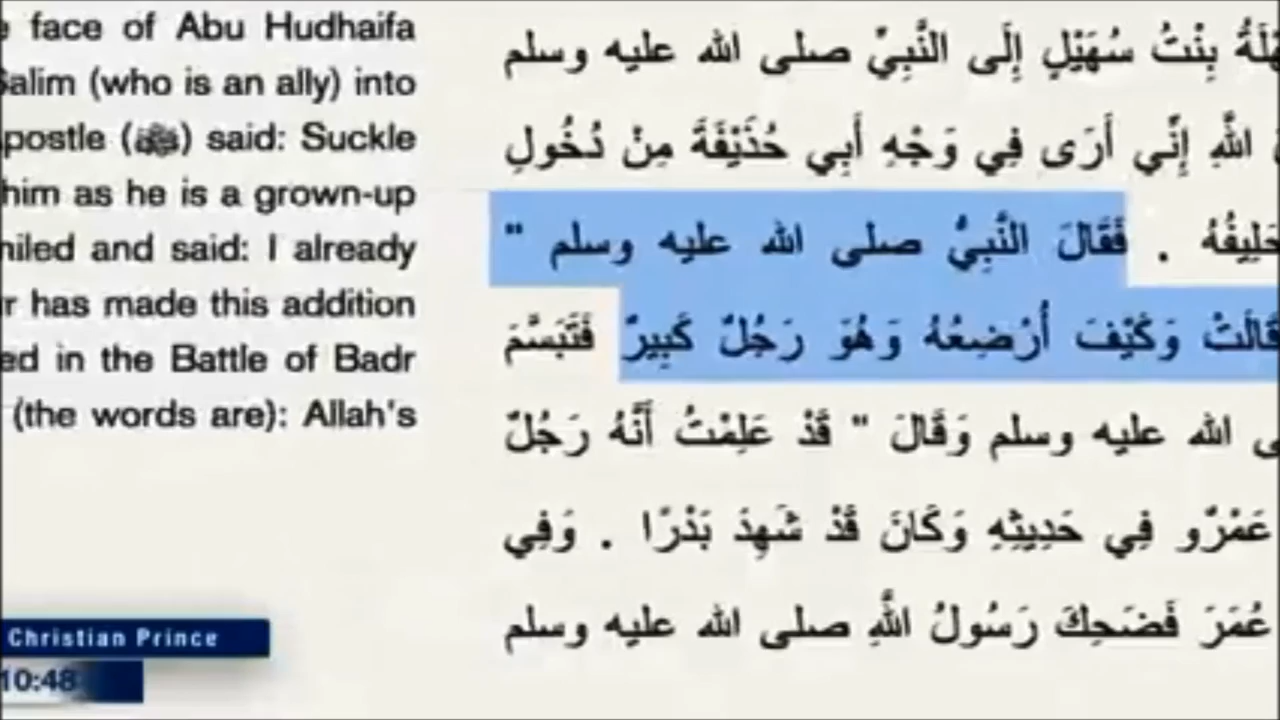 face of Abu Hudhaifa
Salim (who is an ally) into
postle (ﷺ) said: Suckle
him as he is a grown-up
niled and said: I already
r has made this addition
ed in the Battle of Badr
(the words are): Allah's
بِنْتُ سُهَيْلٍ إِلَى النَّبِيِّ صلى الله عليه وسلم
اللَّهِ إِنِّي أَرَى فِي وَجْهِ أَبِي حُذَيْفَةَ مِنْ دُخُولِ
حَلِيفُهُ . فَقَالَ النَّبِيُّ صلى الله عليه وسلم "
قَالَتْ وَكَيْفَ أُرْضِعُهُ وَهُوَ رَجُلٌ كَبِيرٌ فَتَبَسَّمَ
الله عليه وسلم وَقَالَ " قَدْ عَلِمْتُ أَنَّهُ رَجُلٌ
عَمْرٌو فِي حَدِيثِهِ وَكَانَ قَدْ شَهِدَ بَدْرًا . وَفِي
عُمَرَ فَضَحِكَ رَسُولُ اللَّهِ صلى الله عليه وسلم
Christian Prince
10:48